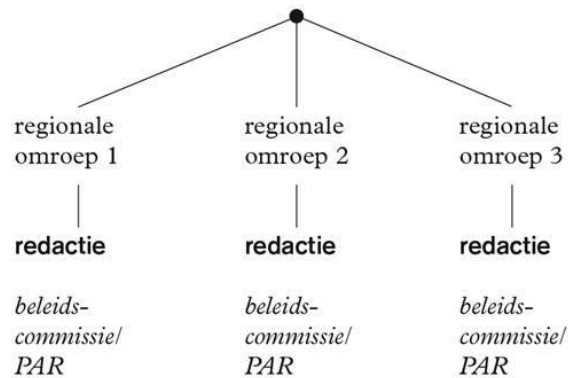 regionale
omroep 1
redactie
beleids-
commissie/
PAR
regionale
omroep 2
redactie
beleids-
commissie/
PAR
regionale
omroep 3
redactie
beleids-
commissie/
PAR